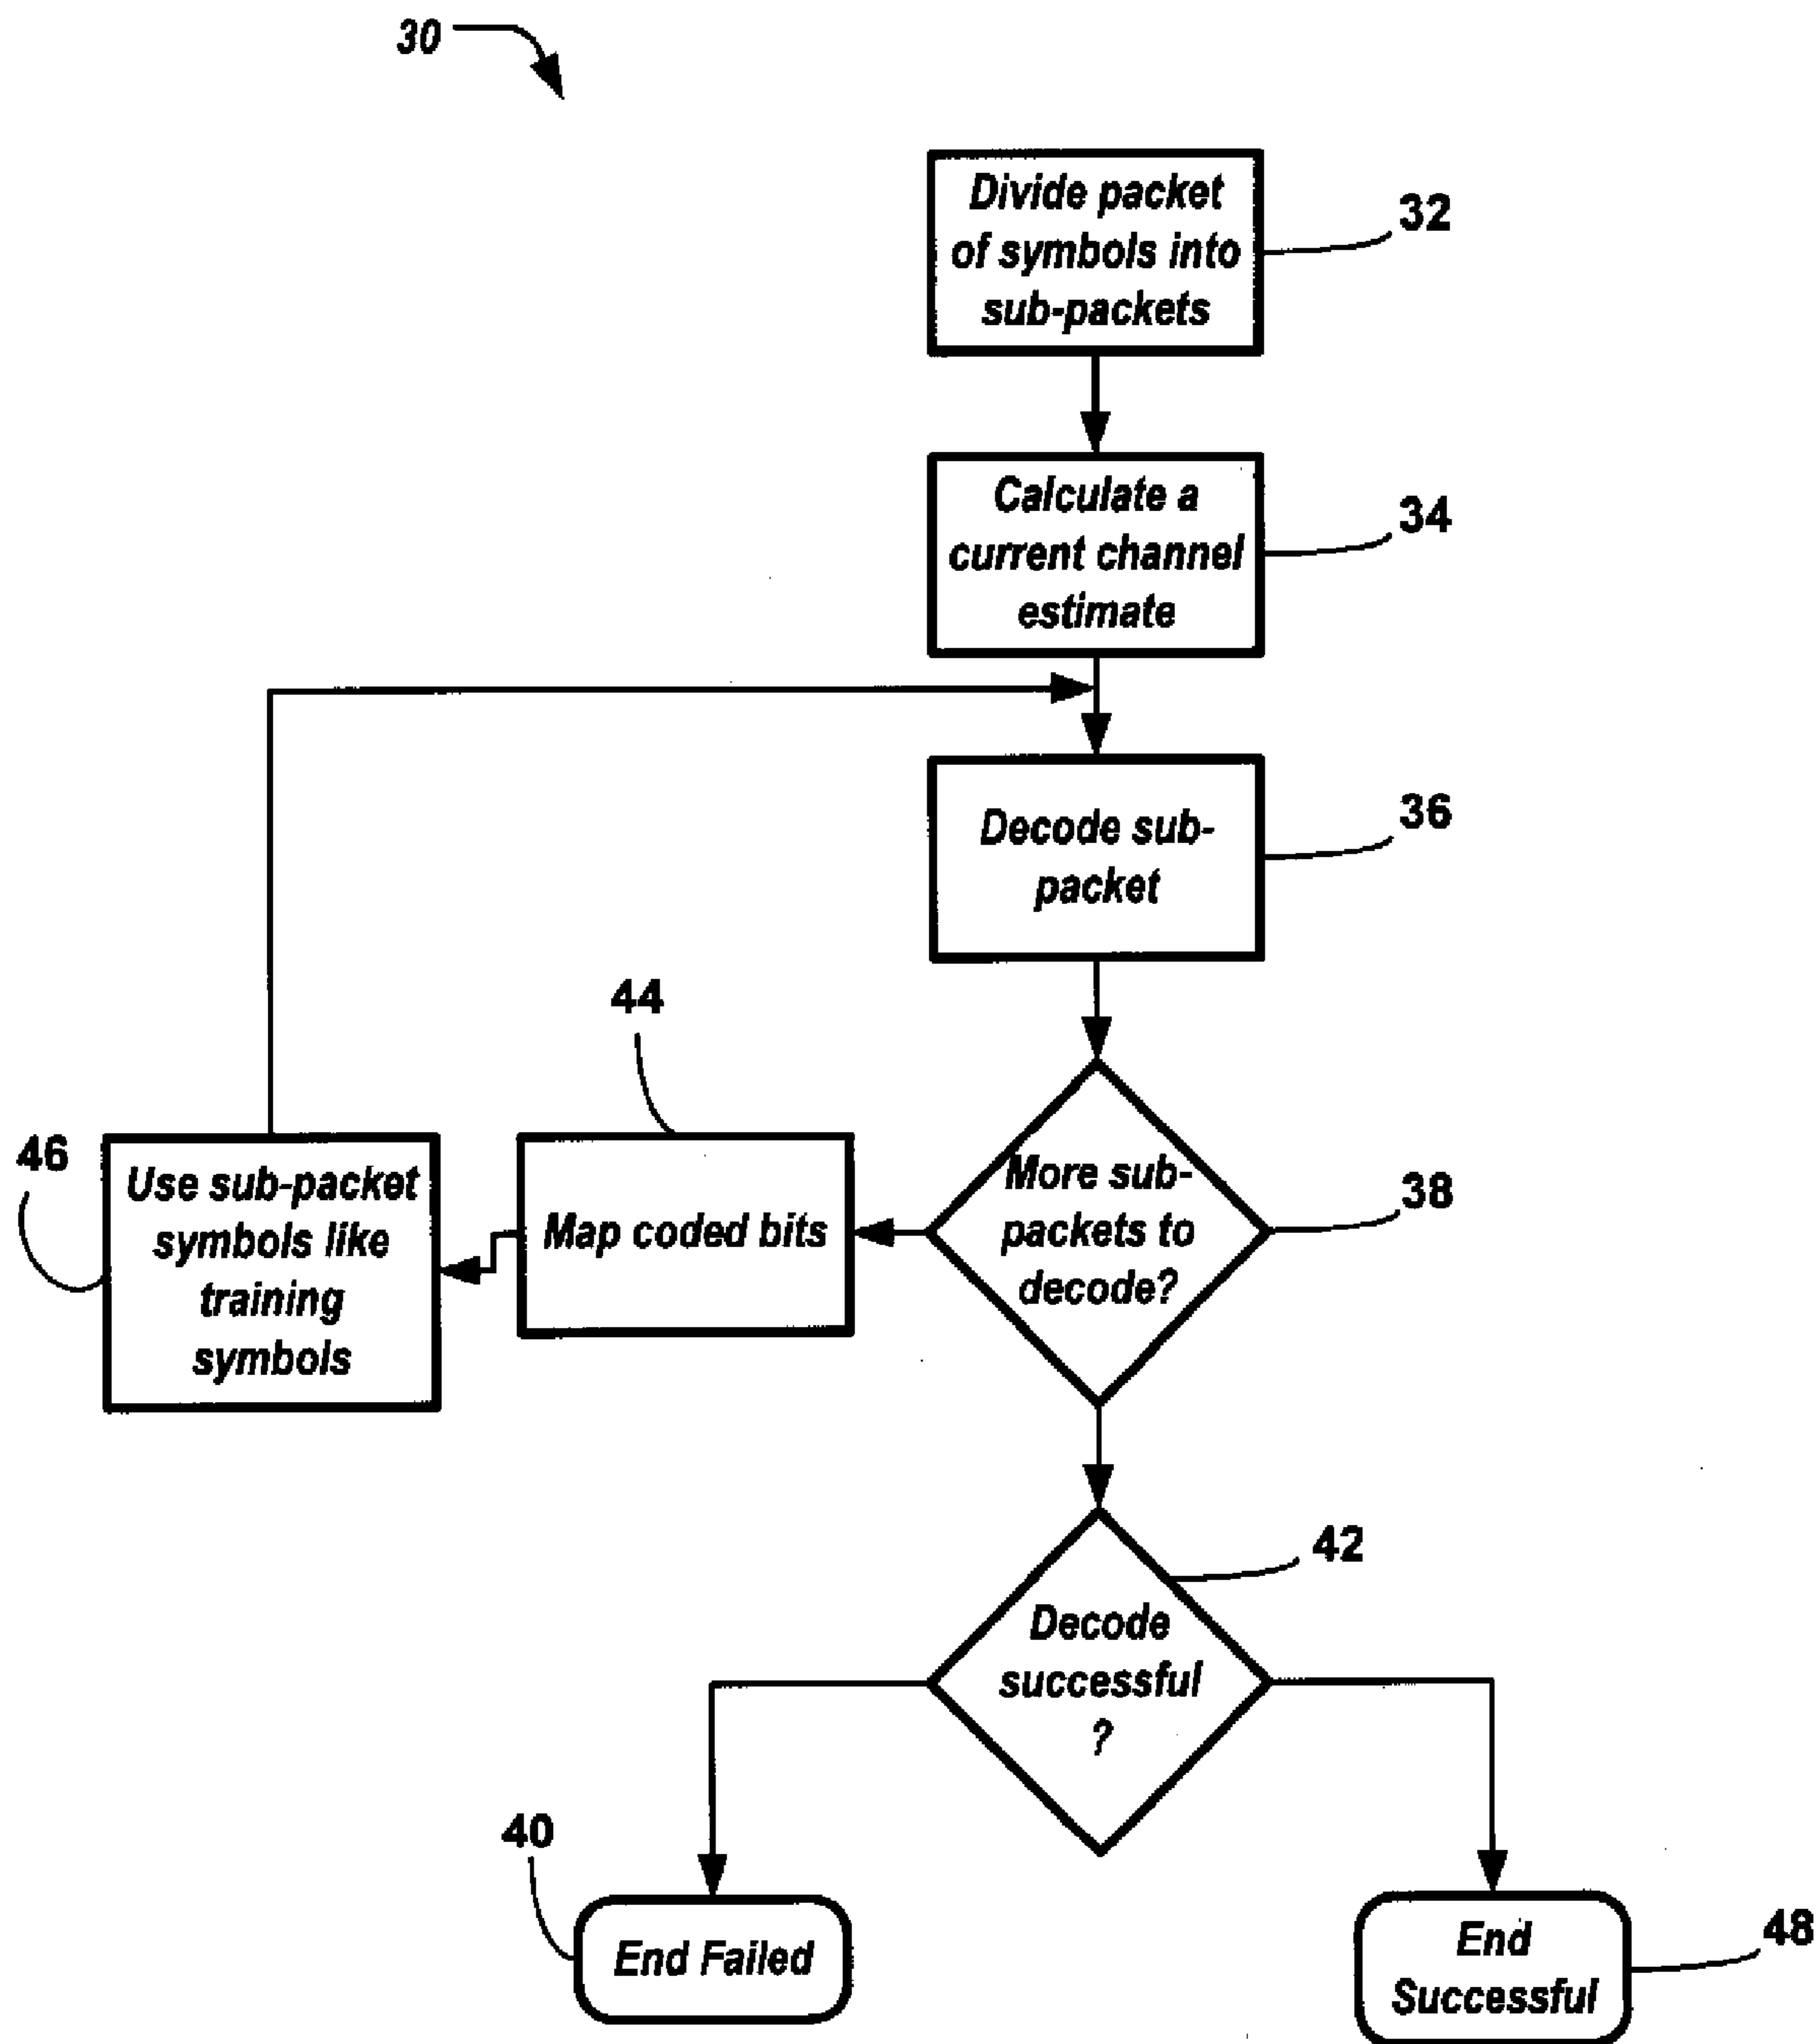 30
Divide packet
of symbols into
sub-packets
32
Calculate a
current channel
estimate
34
Decode sub-
packet
36
44
46
Use sub-packet
symbols like
training
symbols
Map coded bits
More sub-
packets to
decode?
38
42
Decode
successful
?
40
End Failed
End
Successful
48